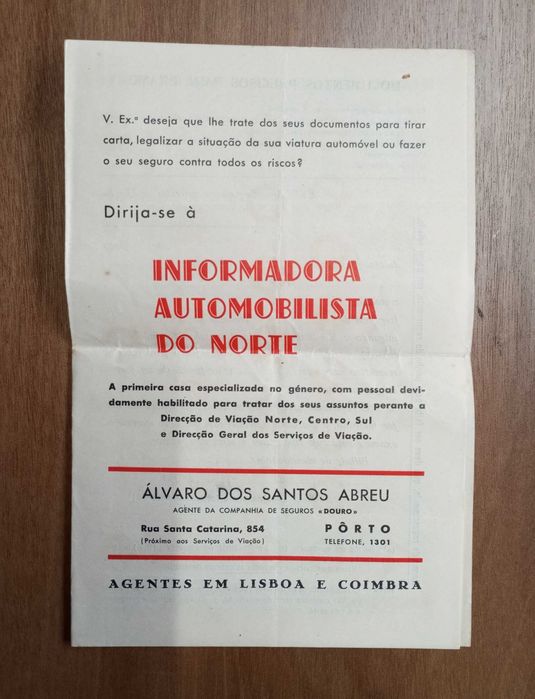 V. Ex.ª deseja que lhe trate dos seus documentos para tirar
carta, legalizar a situação da sua viatura automóvel ou fazer
o seu seguro contra todos os riscos?
Dirija-se à
INFORMADORA
AUTOMOBILISTA
DO NORTE
A primeira casa especializada no género, com pessoal devi-
damente habilitado para tratar dos seus assuntos perante a
Direcção de Viação Norte, Centro, Sul
e Direcção Geral dos Serviços de Viação.
ÁLVARO DOS SANTOS ABREU
AGENTE DA COMPANHIA DE SEGUROS «DOURO»
Rua Santa Catarina, 854 PÔRTO
(Próximo aos Serviços de Viação) TELEFONE, 1301
AGENTES EM LISBOA E COIMBRA